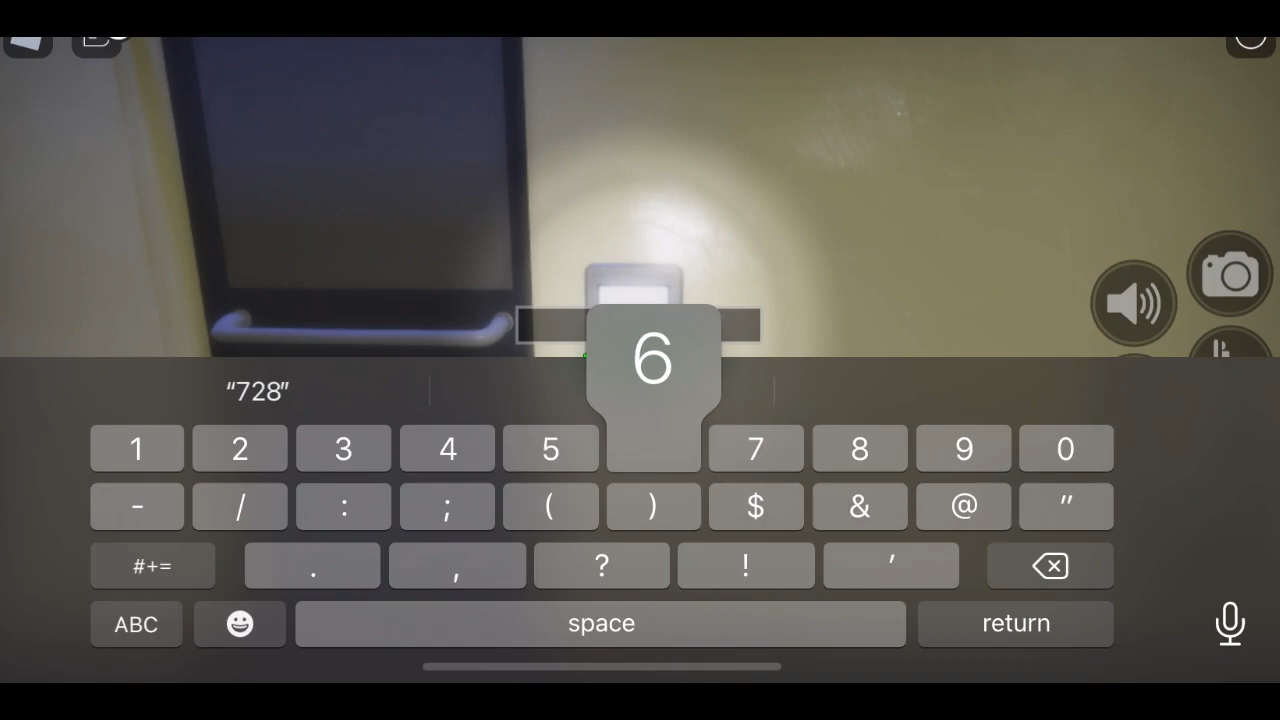 6
“728”
1 2 3 4 5 7 8 9 0
- / : ; ( ) $ & @ "
#+= . , ? ! '
ABC space return